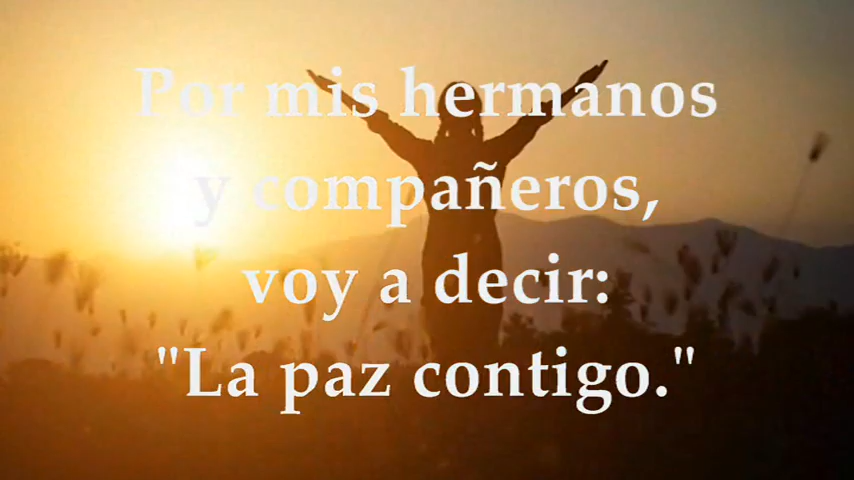 Por mis hermanos
y compañeros,
voy a decir:
"La paz contigo."